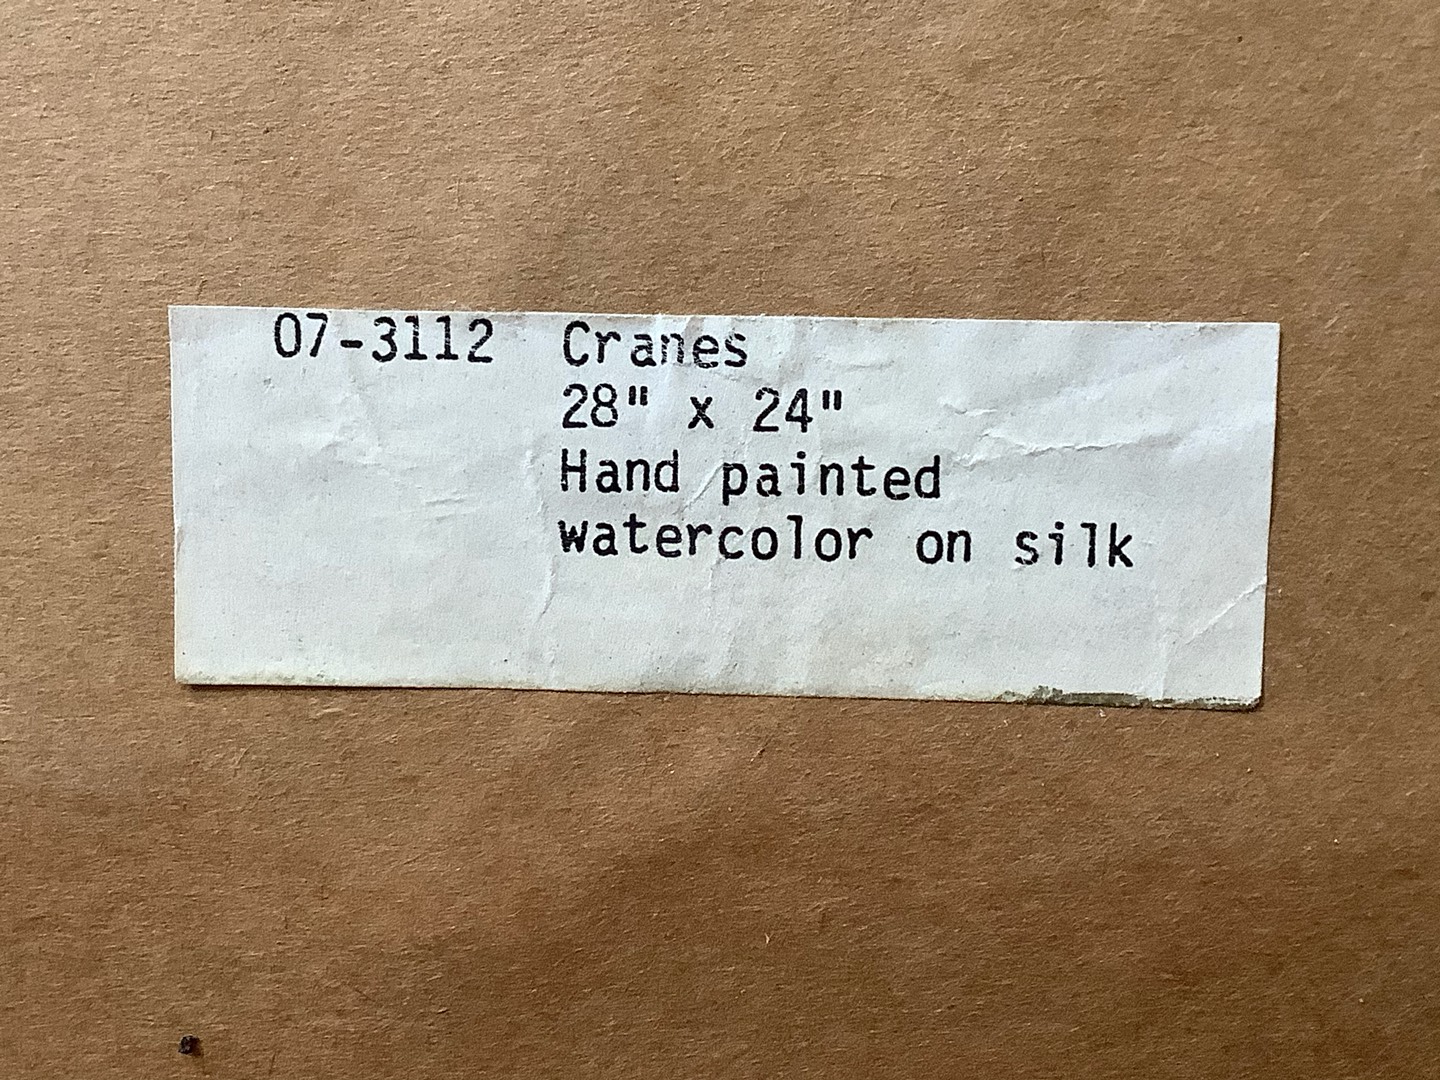 07-3112 Cranes
28" x 24"
Hand painted
watercolor on silk